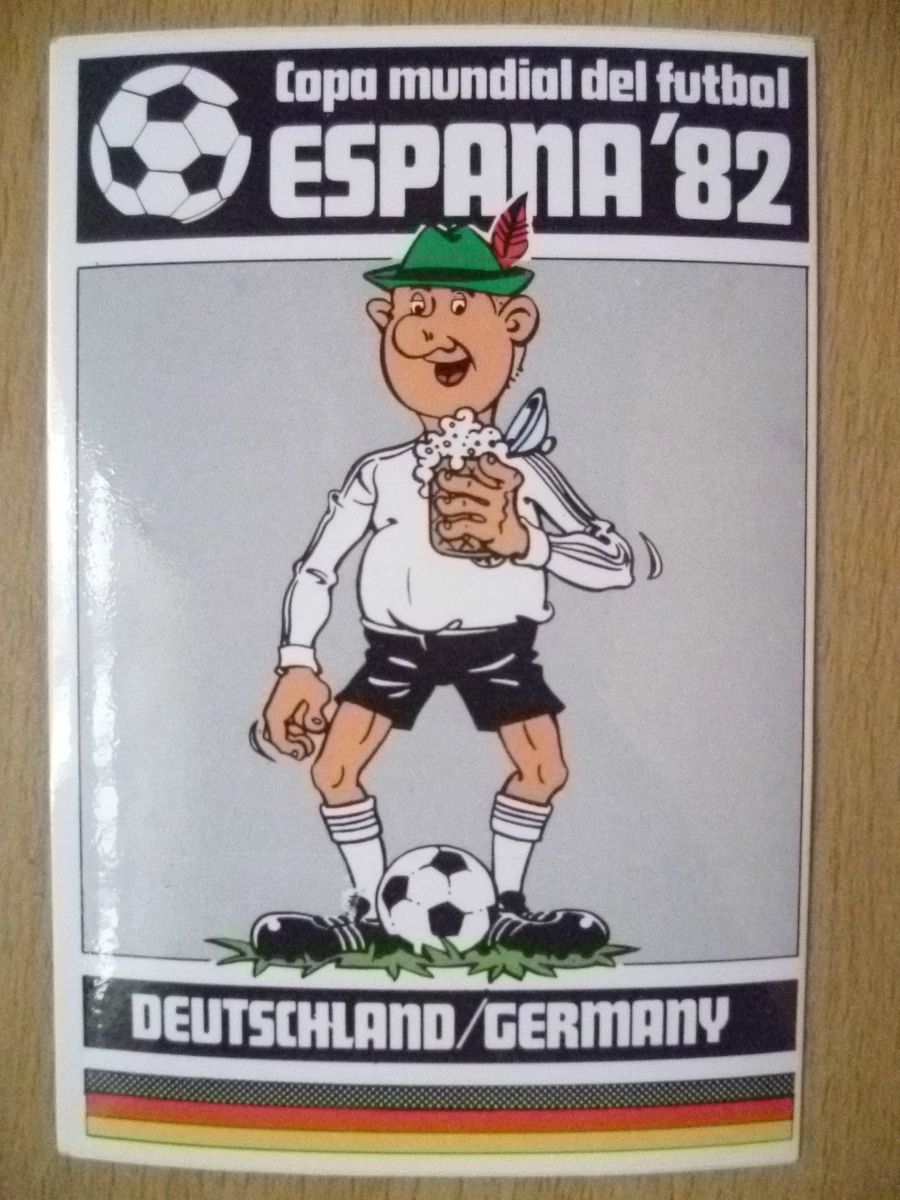 Copa mundial del futbol
ESPANA'82
DEUTSCHLAND/GERMANY